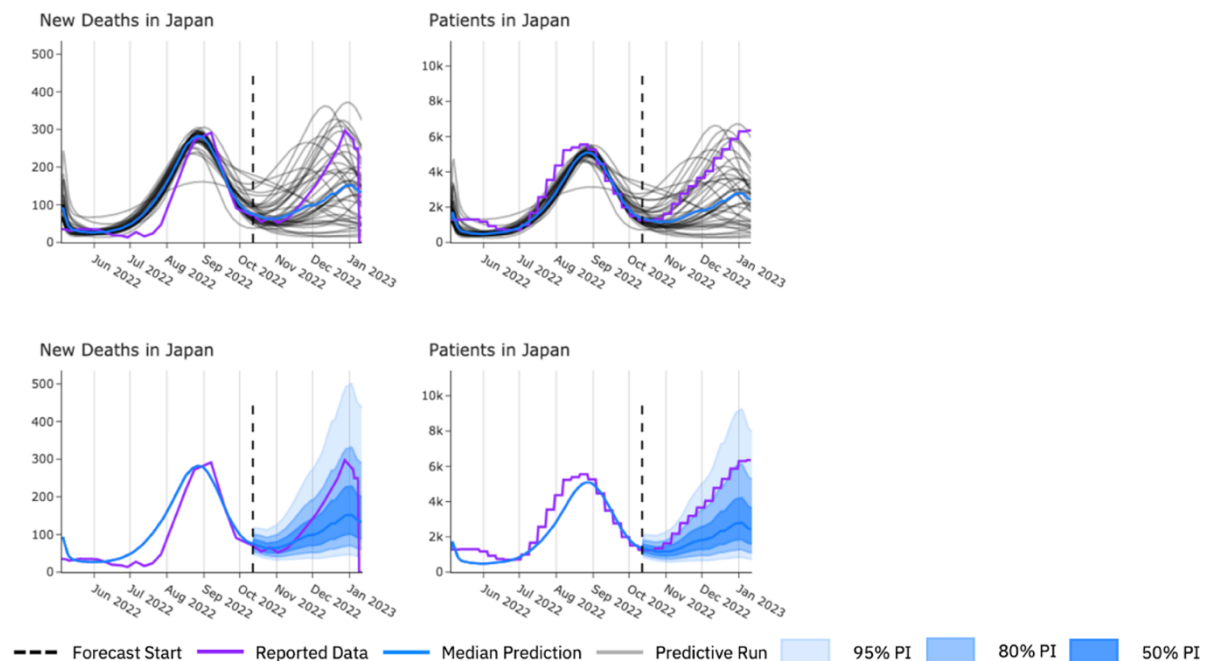 New Deaths in Japan
500
400
300
200
100
0
Jun 2022
Jul 2022
Aug 2022
Sep 2022
Oct 2022
Nov 2022
Dec 2022
Jan 2023
Patients in Japan
10k
8k
6k
4k
2k
0
Jun 2022
Jul 2022
Aug 2022
Sep 2022
Oct 2022
Nov 2022
Dec 2022
Jan 2023
New Deaths in Japan
500
400
300
200
100
0
Jun 2022
Jul 2022
Aug 2022
Sep 2022
Oct 2022
Nov 2022
Dec 2022
Jan 2023
Patients in Japan
10k
8k
6k
4k
2k
0
Jun 2022
Jul 2022
Aug 2022
Sep 2022
Oct 2022
Nov 2022
Dec 2022
Jan 2023
Forecast Start Reported Data Median Prediction Predictive Run 95% PI 80% PI 50% PI